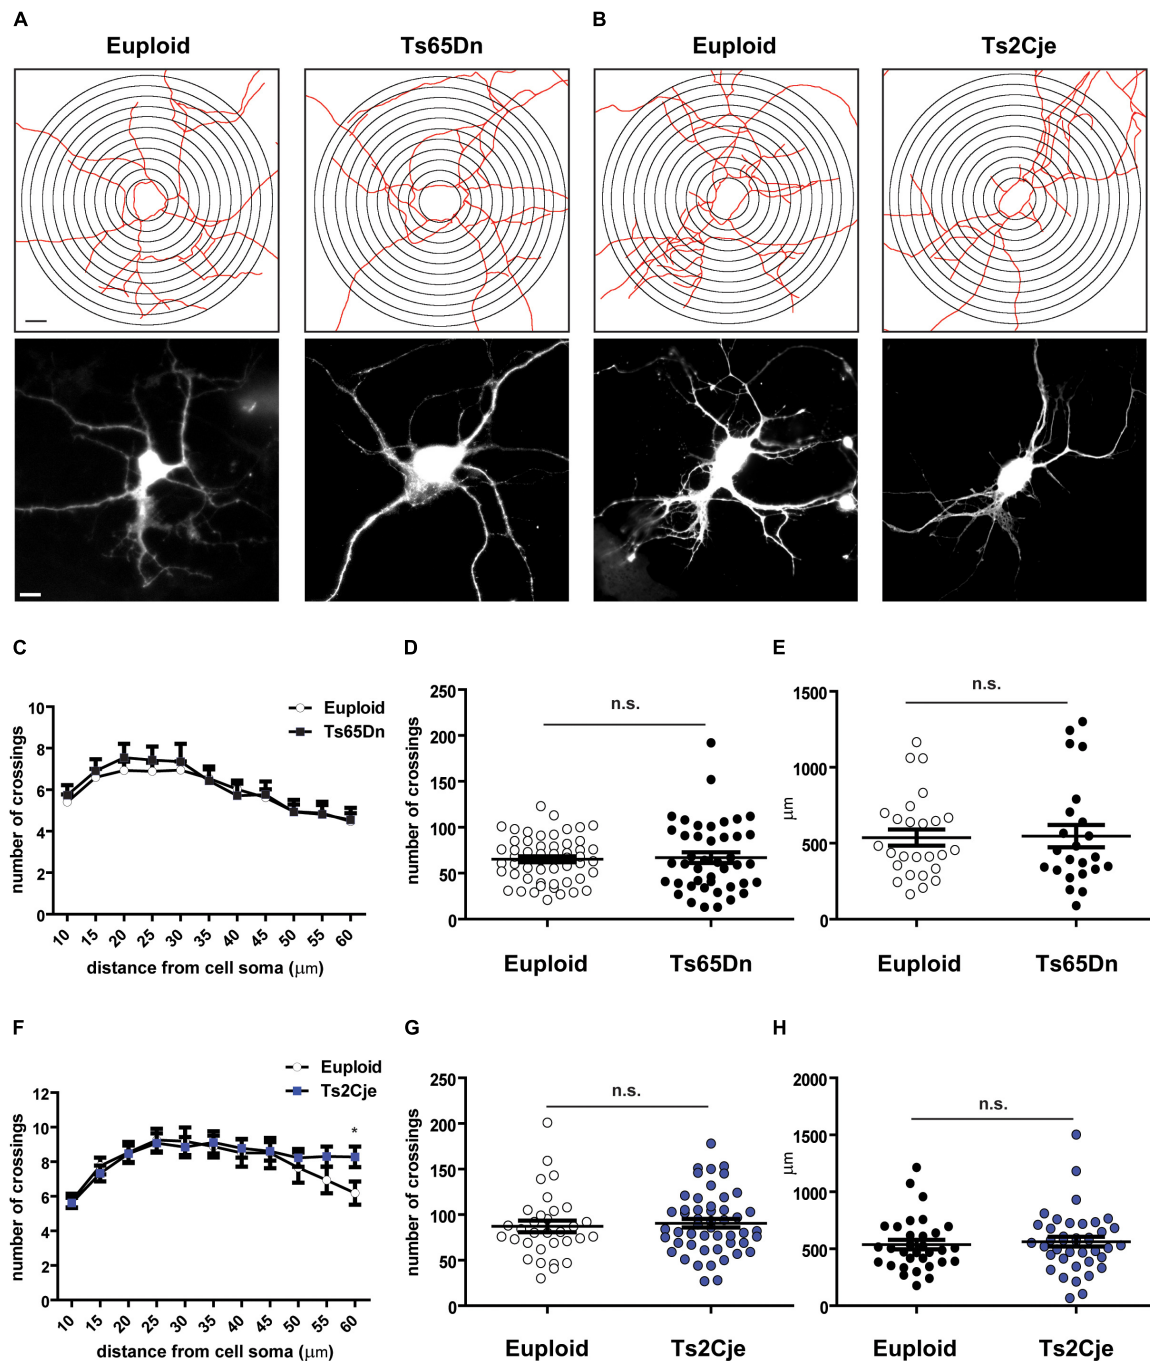 A
B
Euploid
Ts65Dn
Euploid
Ts2Cje
C
D
E
Euploid
Ts65Dn
number of crossings
10
8
6
4
2
0
10 15 20 25 30 35 40 45 50 55 60
distance from cell soma (μm)
number of crossings
250
200
150
100
50
0
n.s.
Euploid
Ts65Dn
μm
1500
1000
500
0
n.s.
Euploid
Ts65Dn
F
G
H
Euploid
Ts2Cje
number of crossings
12
10
8
6
4
2
0
*
10 15 20 25 30 35 40 45 50 55 60
distance from cell soma (μm)
number of crossings
250
200
150
100
50
0
n.s.
Euploid
Ts2Cje
μm
2000
1500
1000
500
0
n.s.
Euploid
Ts2Cje